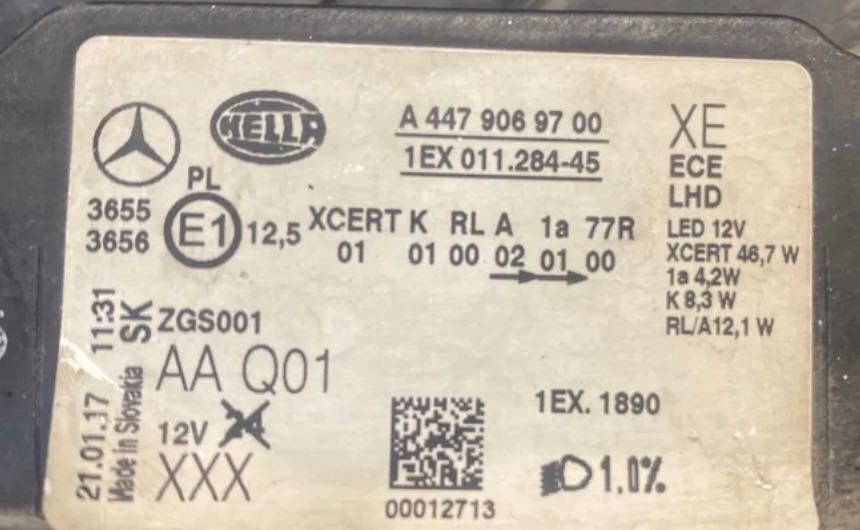 HELLA
A 447 906 97 00
1EX 011.284-45
XE
ECE
LHD
LED 12V
XCERT 46,7 W
1a 4,2W
K 8,3 W
RL/A12,1 W
PL
3655
3656
E1
12,5
XCERT K RL A 1a 77R
01 01 00 02 01 00
21.01.17 11:31
Made in Slovakia SK
ZGS001
AA Q01
12V 24
XXX
00012713
1EX. 1890
1.0%